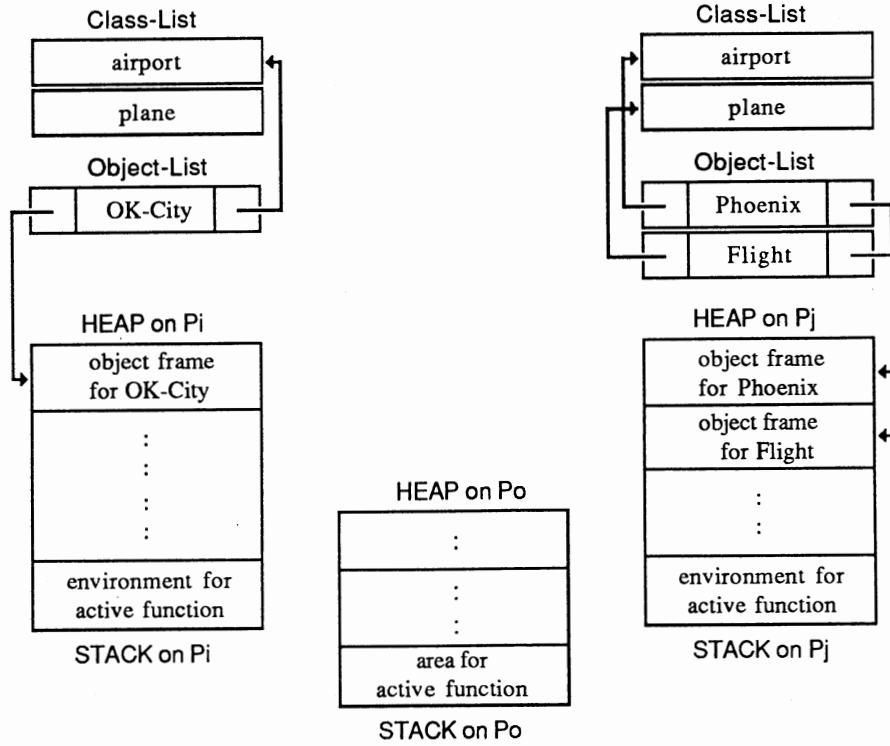 Class-List
airport
plane
Object-List
OK-City
HEAP on Pi
object frame
for OK-City
environment for
active function
STACK on Pi
HEAP on Po
area for
active function
STACK on Po
Class-List
airport
plane
Object-List
Phoenix
Flight
HEAP on Pj
object frame
for Phoenix
object frame
for Flight
environment for
active function
STACK on Pj